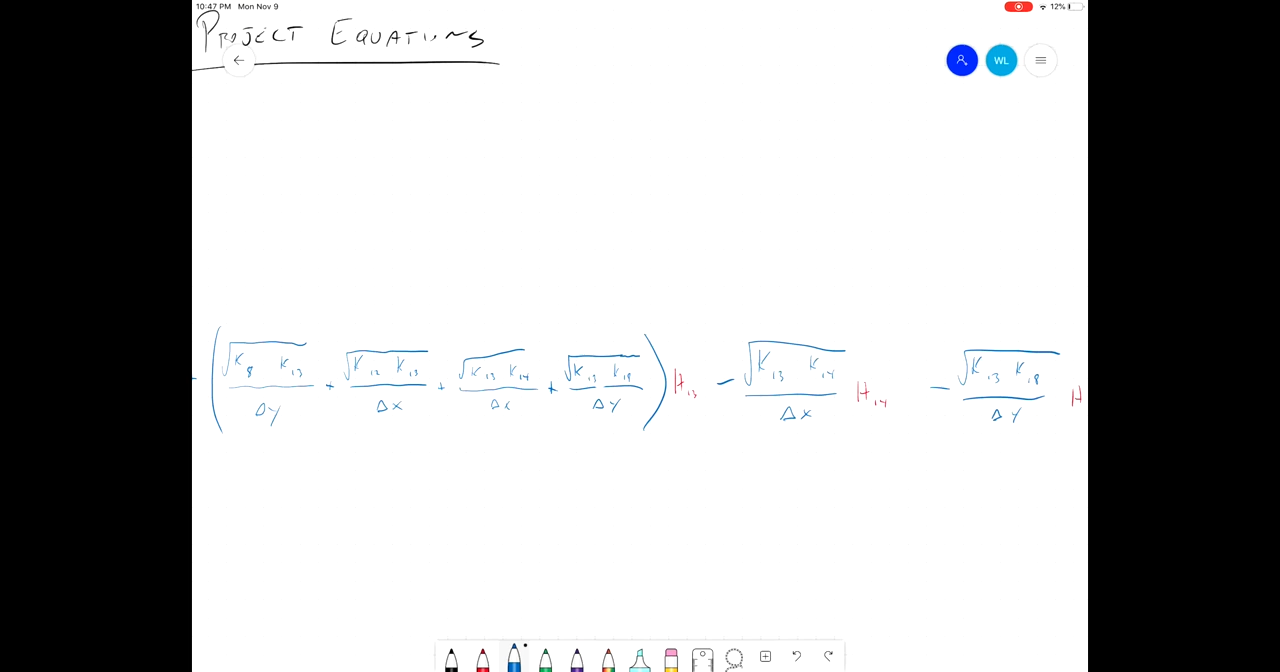 10:47 PM Mon Nov 9 12%
PROJECT EQUATIONS
WL
+ (√(K₈ K₁₃)/Δy + √(K₁₂ K₁₃)/Δx + √(K₁₃ K₁₄)/Δx + √(K₁₃ K₁₈)/Δy) H₁₃ − √(K₁₃ K₁₄)/Δx H₁₄ − √(K₁₃ K₁₈)/Δy H